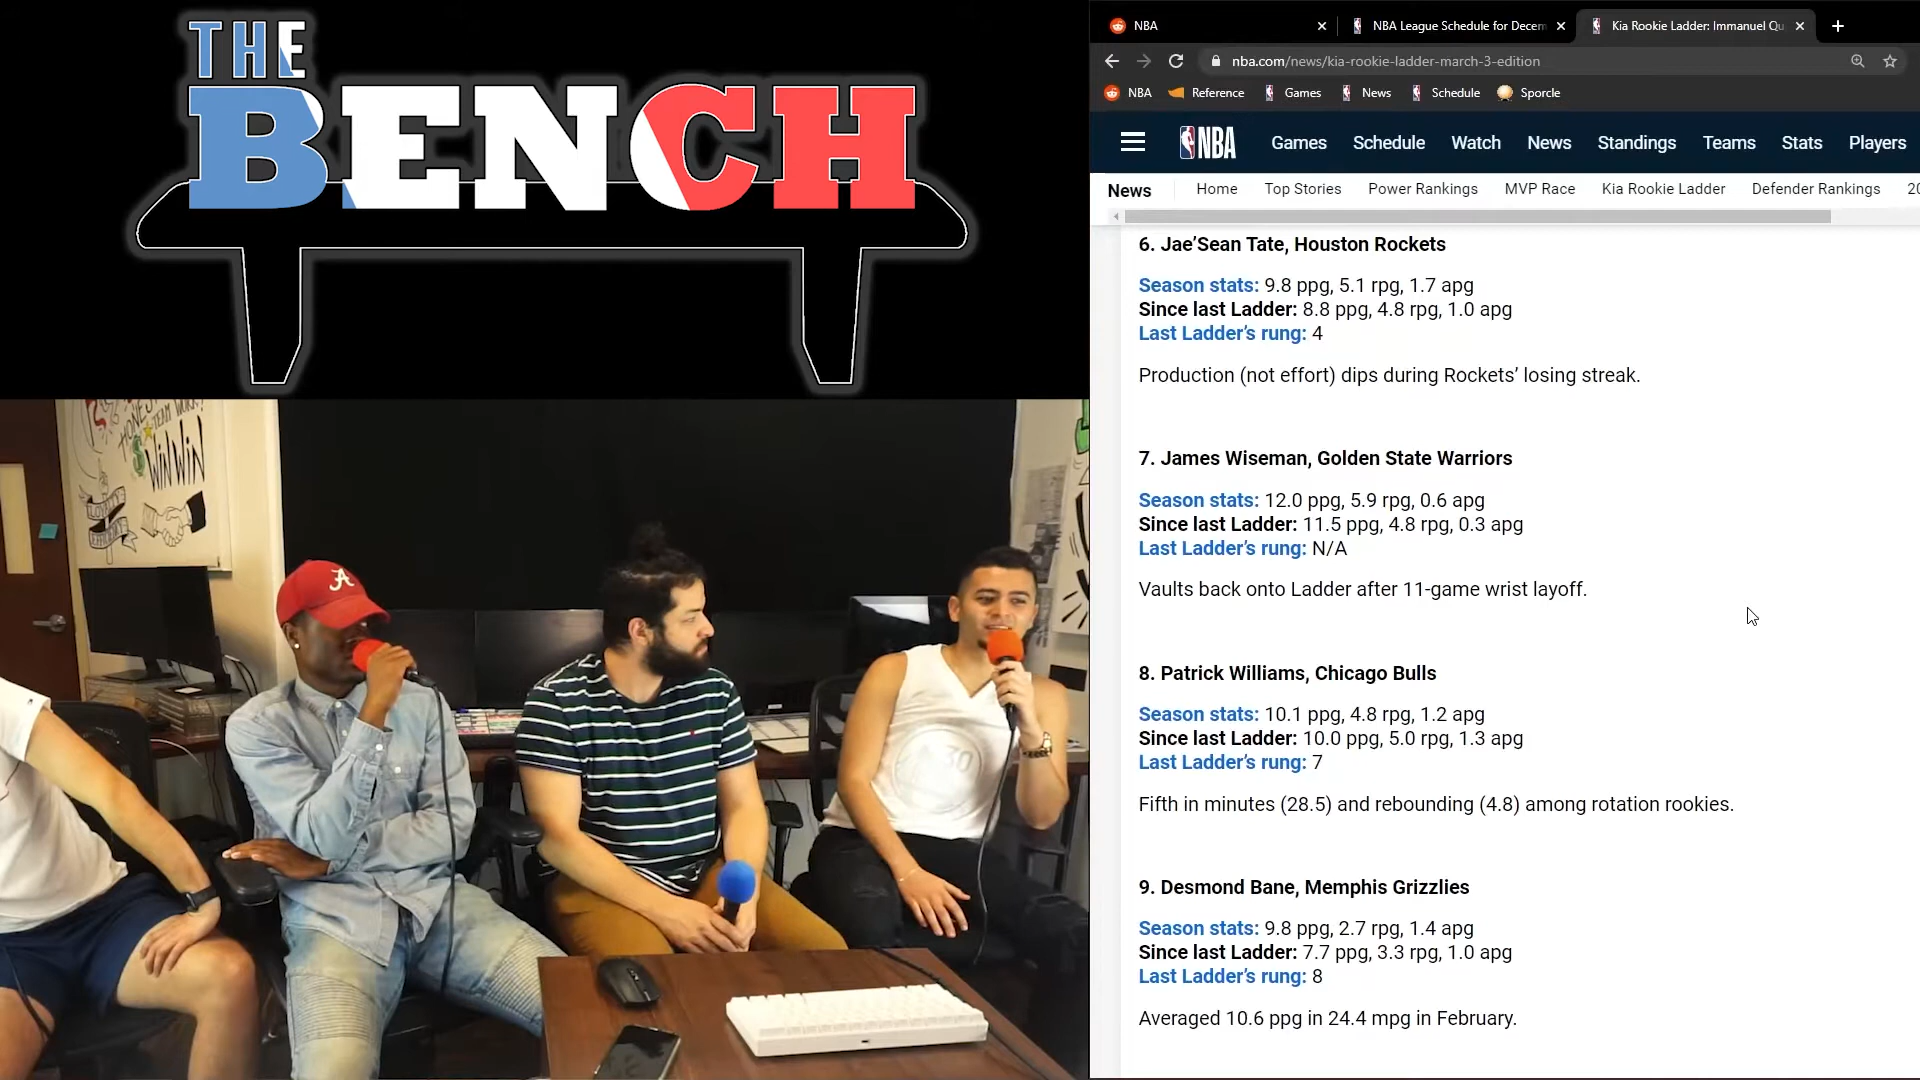 THE
BENCH
NBA
NBA League Schedule for Decem
Kia Rookie Ladder: Immanuel Qu
nba.com/news/kia-rookie-ladder-march-3-edition
NBA Reference Games News Schedule Sporcle
NBA Games Schedule Watch News Standings Teams Stats Players
News Home Top Stories Power Rankings MVP Race Kia Rookie Ladder Defender Rankings 20
6. Jae’Sean Tate, Houston Rockets
Season stats: 9.8 ppg, 5.1 rpg, 1.7 apg
Since last Ladder: 8.8 ppg, 4.8 rpg, 1.0 apg
Last Ladder’s rung: 4
Production (not effort) dips during Rockets’ losing streak.
7. James Wiseman, Golden State Warriors
Season stats: 12.0 ppg, 5.9 rpg, 0.6 apg
Since last Ladder: 11.5 ppg, 4.8 rpg, 0.3 apg
Last Ladder’s rung: N/A
Vaults back onto Ladder after 11-game wrist layoff.
8. Patrick Williams, Chicago Bulls
Season stats: 10.1 ppg, 4.8 rpg, 1.2 apg
Since last Ladder: 10.0 ppg, 5.0 rpg, 1.3 apg
Last Ladder’s rung: 7
Fifth in minutes (28.5) and rebounding (4.8) among rotation rookies.
9. Desmond Bane, Memphis Grizzlies
Season stats: 9.8 ppg, 2.7 rpg, 1.4 apg
Since last Ladder: 7.7 ppg, 3.3 rpg, 1.0 apg
Last Ladder’s rung: 8
Averaged 10.6 ppg in 24.4 mpg in February.
TEAM WORK
WIN WIN
A
30